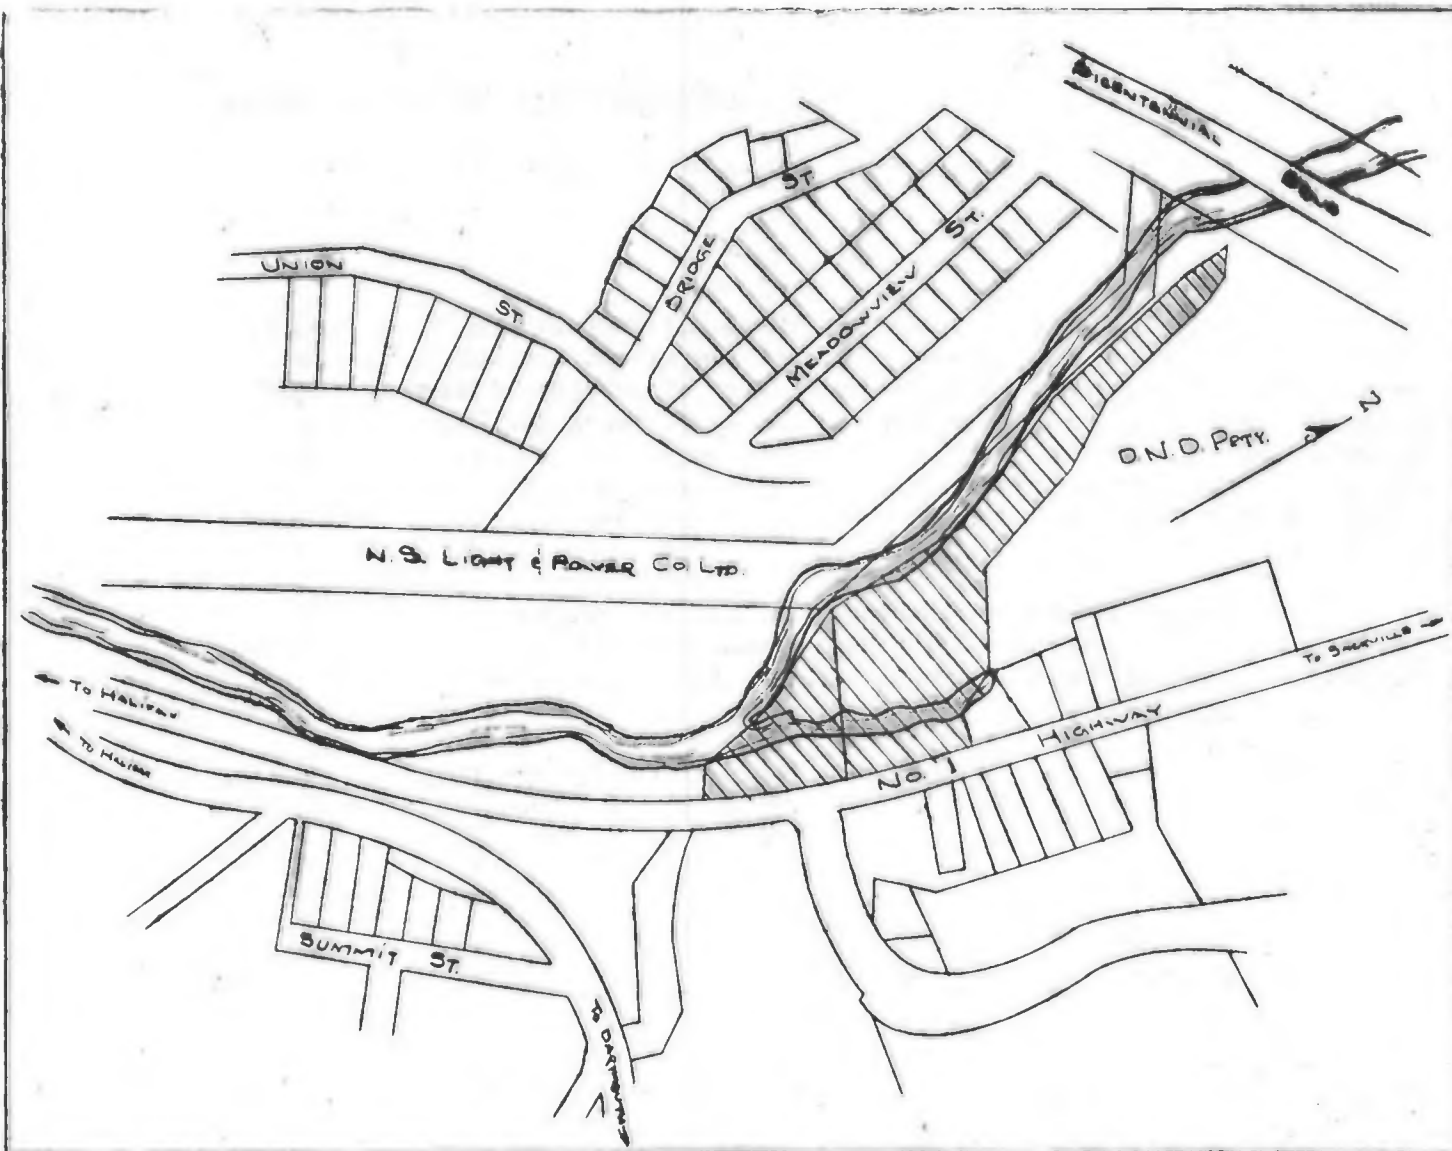 BICENTENNIAL
ST.
UNION
ST.
BRIDGE
ST.
MEADOWVIEW
N
D.N.D. PPTY.
N.S. LIGHT & POWER CO. LTD.
TO HALIFAX
TO HALIFAX
TO SACKVILLE
No. 1 HIGHWAY
SUMMIT ST.
TO DARTMOUTH